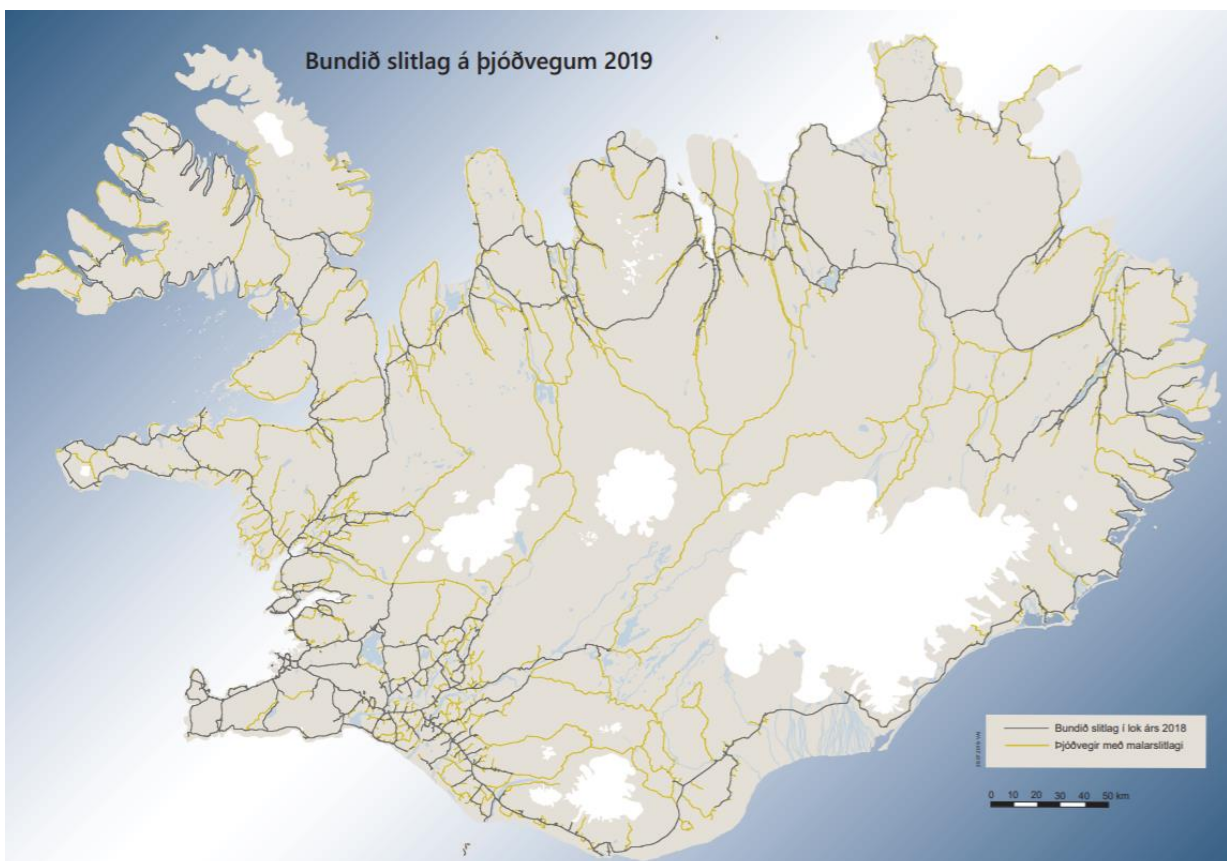 Bundið slitlag á þjóðvegum 2019
Bundið slitlag í lok árs 2018
Þjóðvegir með malarslitlagi
0 10 20 30 40 50 km